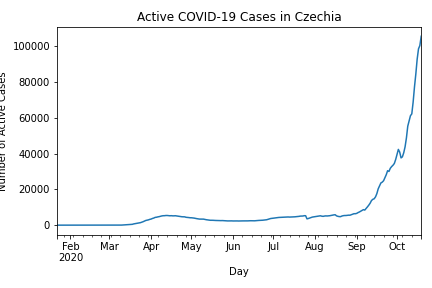 Active COVID-19 Cases in Czechia
Number of Active Cases
100000
80000
60000
40000
20000
0
Feb Mar Apr May Jun Jul Aug Sep Oct
2020
Day